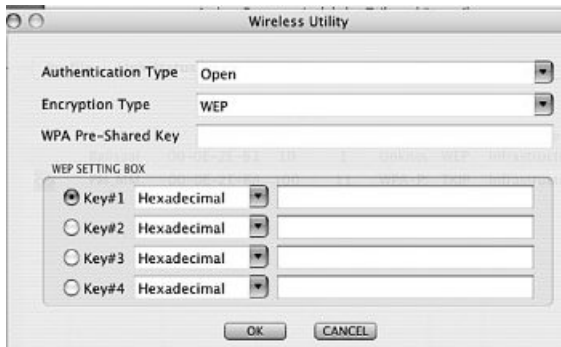 Wireless Utility
Authentication Type Open
Encryption Type WEP
WPA Pre-Shared Key
WEP SETTING BOX
Key#1 Hexadecimal
Key#2 Hexadecimal
Key#3 Hexadecimal
Key#4 Hexadecimal
OK CANCEL